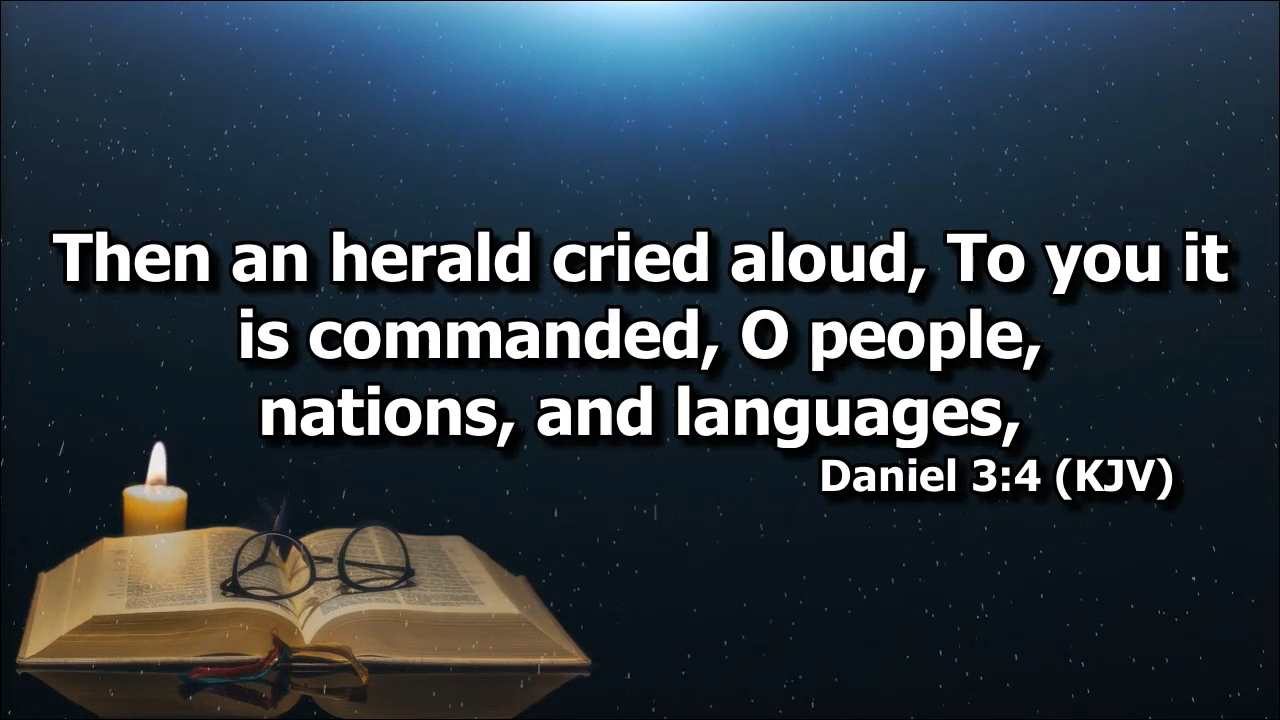 Then an herald cried aloud, To you it
is commanded, O people,
nations, and languages,
Daniel 3:4 (KJV)